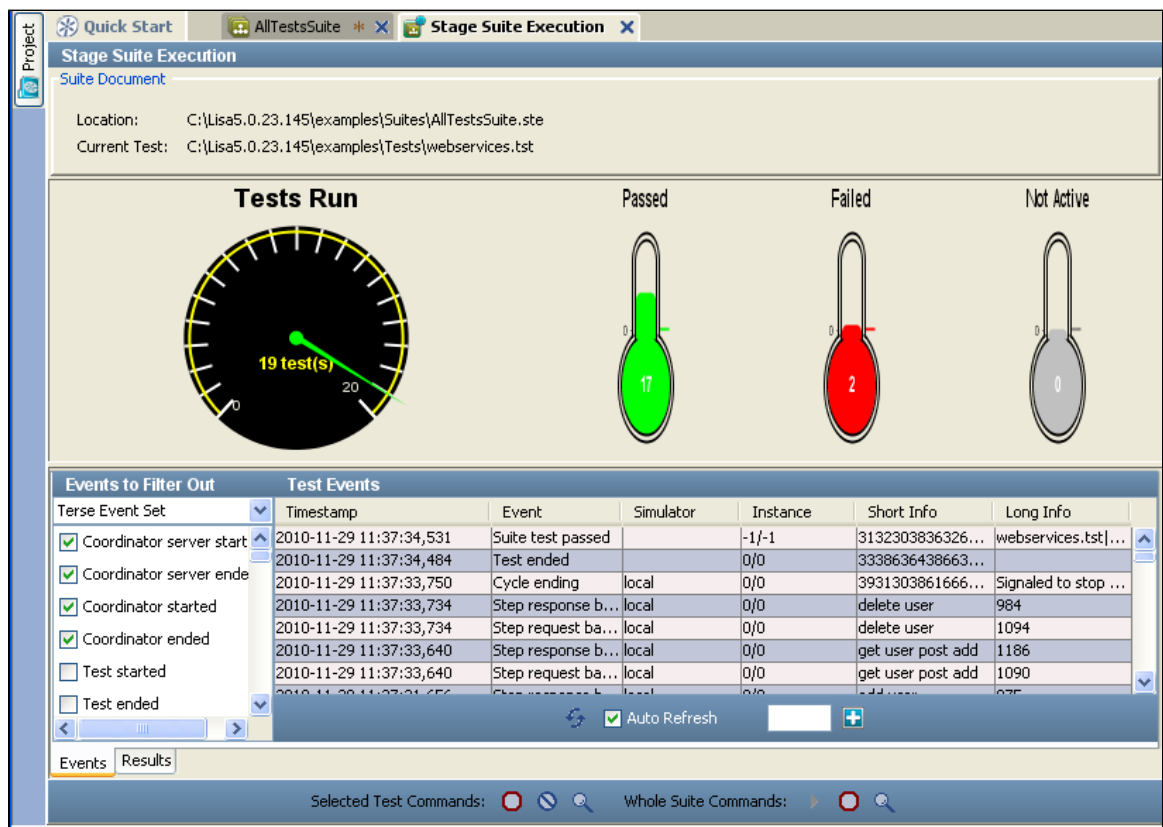 Project
Quick Start AllTestsSuite * Stage Suite Execution
Stage Suite Execution
Suite Document
Location: C:\Lisa5.0.23.145\examples\Suites\AllTestsSuite.ste
Current Test: C:\Lisa5.0.23.145\examples\Tests\webservices.tst
Tests Run Passed Failed Not Active
0 0 0
19 test(s)
20
17 2 0
0
Events to Filter Out Test Events
Terse Event Set Timestamp Event Simulator Instance Short Info Long Info
Coordinator server start 2010-11-29 11:37:34,531 Suite test passed -1/-1 3132303836326... webservices.tst|...
2010-11-29 11:37:34,484 Test ended 0/0 3338636438663...
Coordinator server ende 2010-11-29 11:37:33,750 Cycle ending local 0/0 3931303861666... Signaled to stop ...
Coordinator started 2010-11-29 11:37:33,734 Step response b... local 0/0 delete user 984
2010-11-29 11:37:33,734 Step request ba... local 0/0 delete user 1094
Coordinator ended 2010-11-29 11:37:33,640 Step response b... local 0/0 get user post add 1186
Test started 2010-11-29 11:37:33,640 Step request ba... local 0/0 get user post add 1090
Test ended
Auto Refresh
Events Results
Selected Test Commands: Whole Suite Commands: